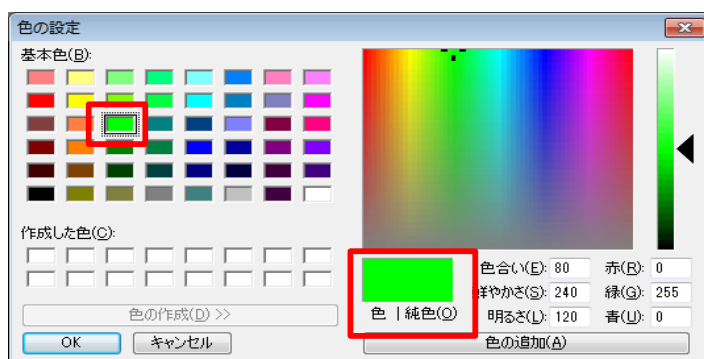 色の設定
基本色(B):
作成した色(C):
色の作成(D) >>
OK
キャンセル
色 | 純色(O)
色合い(E): 80
鮮やかさ(S): 240
明るさ(L): 120
赤(R): 0
緑(G): 255
青(U): 0
色の追加(A)